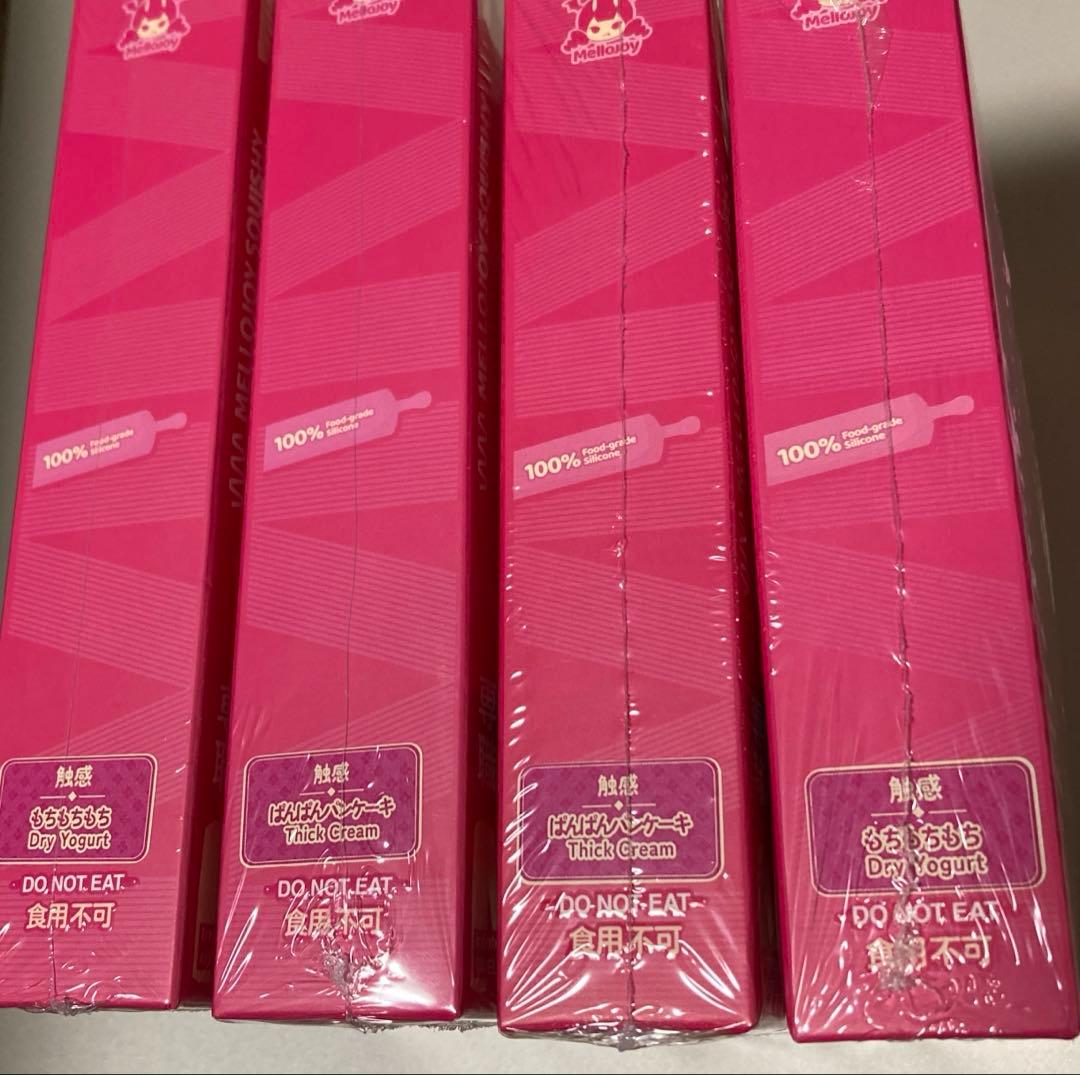 MelloJoy
100% Food-grade
Silicone
触感
もちもちもち
Dry Yogurt
DO NOT EAT
食用不可
MELLOJOY SQUISHY
MelloJoy
100% Food-grade
Silicone
触感
ぱんぱんパンケーキ
Thick Cream
DO NOT EAT
食用不可
MELLOJOY SQUISHY
MelloJoy
100% Food-grade
Silicone
触感
ぱんぱんパンケーキ
Thick Cream
DO NOT EAT
食用不可
MelloJoy
100% Food-grade
Silicone
触感
もちもちもち
Dry Yogurt
DO NOT EAT
食用不可